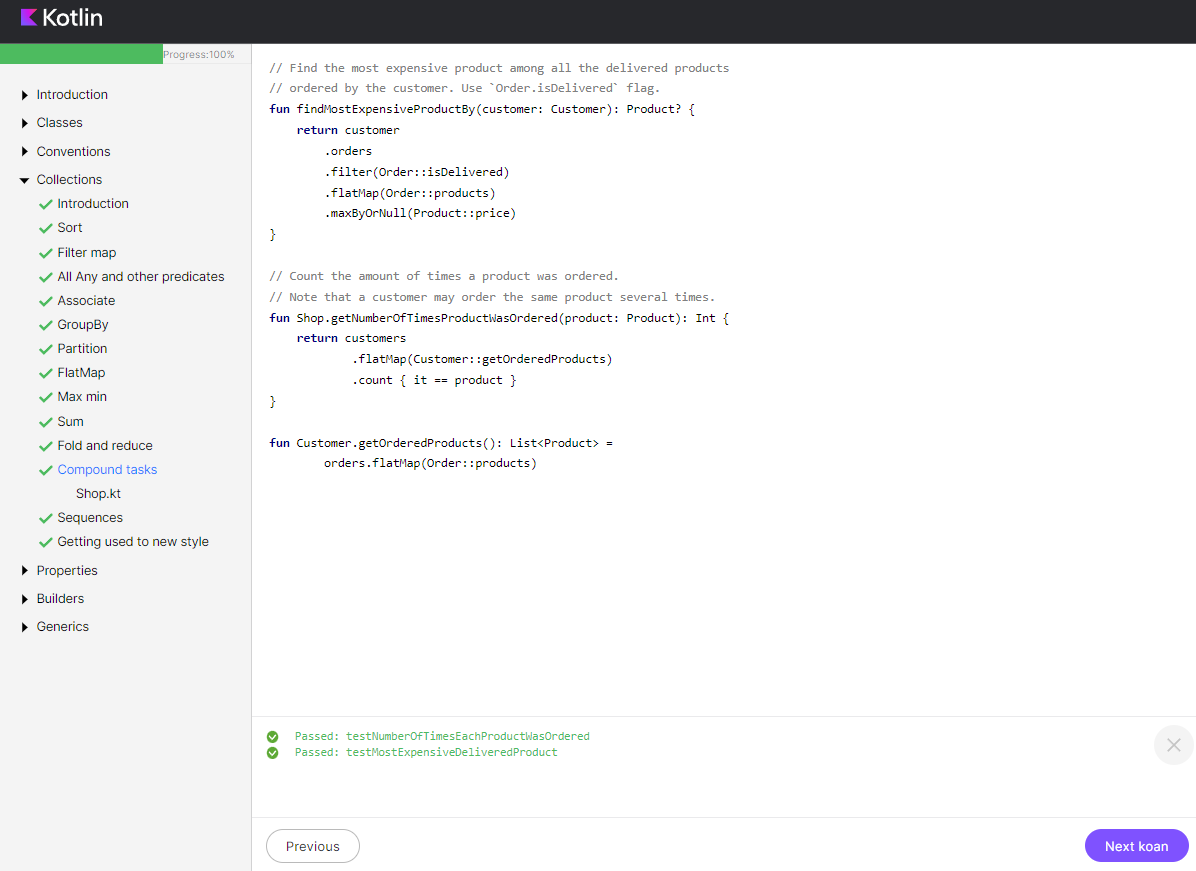 Kotlin
Progress:100%
Introduction
Classes
Conventions
Collections
Introduction
Sort
Filter map
All Any and other predicates
Associate
GroupBy
Partition
FlatMap
Max min
Sum
Fold and reduce
Compound tasks
Shop.kt
Sequences
Getting used to new style
Properties
Builders
Generics
// Find the most expensive product among all the delivered products
// ordered by the customer. Use `Order.isDelivered` flag.
fun findMostExpensiveProductBy(customer: Customer): Product? {
    return customer
        .orders
        .filter(Order::isDelivered)
        .flatMap(Order::products)
        .maxByOrNull(Product::price)
}
// Count the amount of times a product was ordered.
// Note that a customer may order the same product several times.
fun Shop.getNumberOfTimesProductWasOrdered(product: Product): Int {
    return customers
            .flatMap(Customer::getOrderedProducts)
            .count { it == product }
}
fun Customer.getOrderedProducts(): List<Product> =
        orders.flatMap(Order::products)
Passed: testNumberOfTimesEachProductWasOrdered
Passed: testMostExpensiveDeliveredProduct
Previous
Next koan